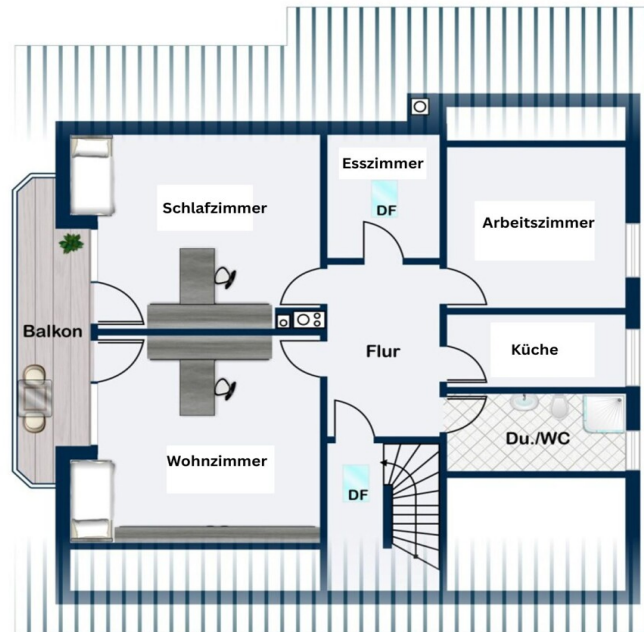 Esszimmer
Schlafzimmer
DF
Arbeitszimmer
Balkon
Flur
Küche
Du./WC
Wohnzimmer
DF